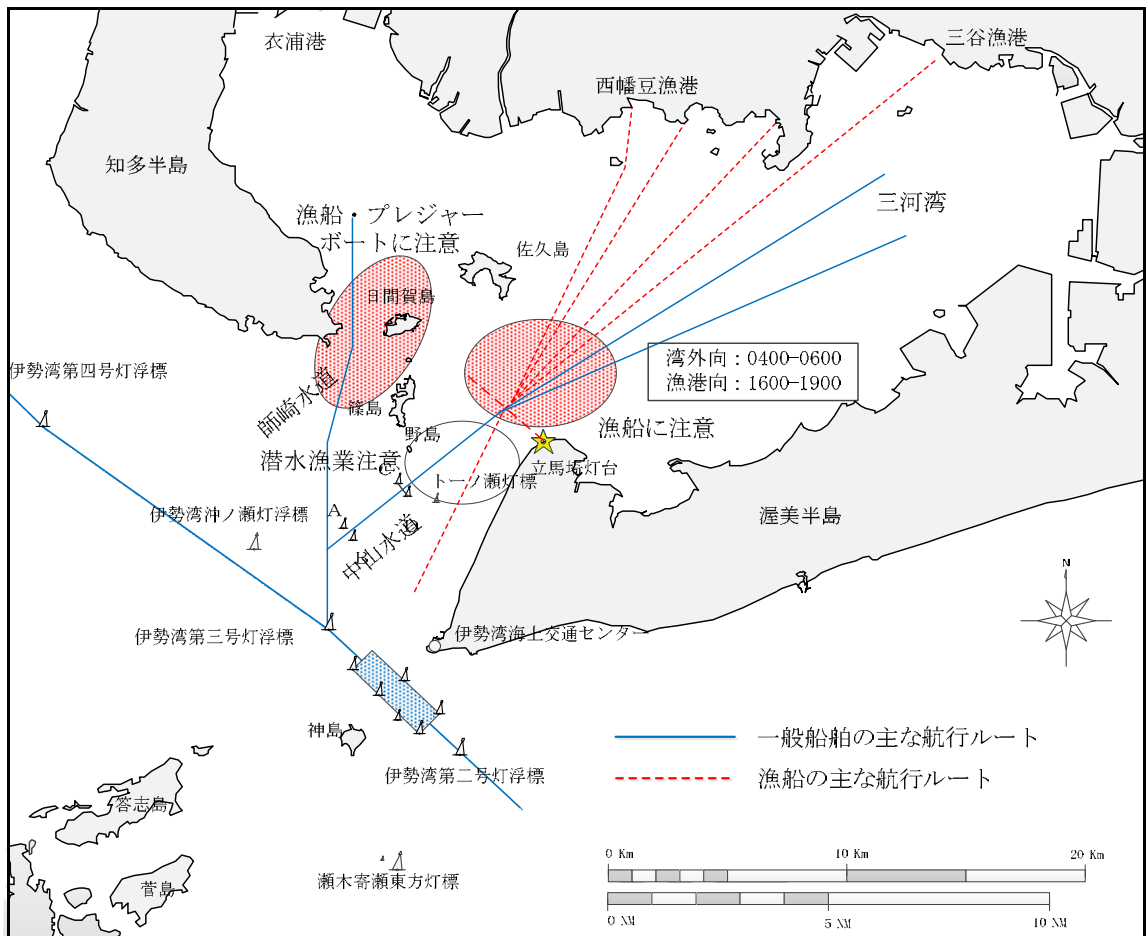 衣浦港
三谷漁港
西幡豆漁港
知多半島
三河湾
漁船・プレジャー
ボートに注意
佐久島
日間賀島
湾外向：0400-0600
漁港向：1600-1900
伊勢湾第四号灯浮標
師崎水道
篠島
漁船に注意
野島
潜水漁業注意
立馬埼灯台
C
トーノ瀬灯標
伊勢湾沖ノ瀬灯浮標
A
D
渥美半島
中山水道
N
伊勢湾第三号灯浮標
伊勢湾海上交通センター
神島
一般船舶の主な航行ルート
伊勢湾第二号灯浮標
漁船の主な航行ルート
答志島
0 Km 10 Km 20 Km
瀬木寄瀬東方灯標
菅島
0 NM 5 NM 10 NM